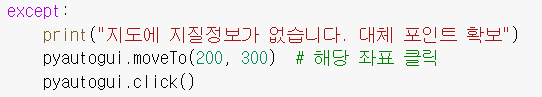 except:
    print("지도에 지질정보가 없습니다. 대체 포인트 확보")
    pyautogui.moveTo(200, 300)  # 해당 좌표 클릭
    pyautogui.click()